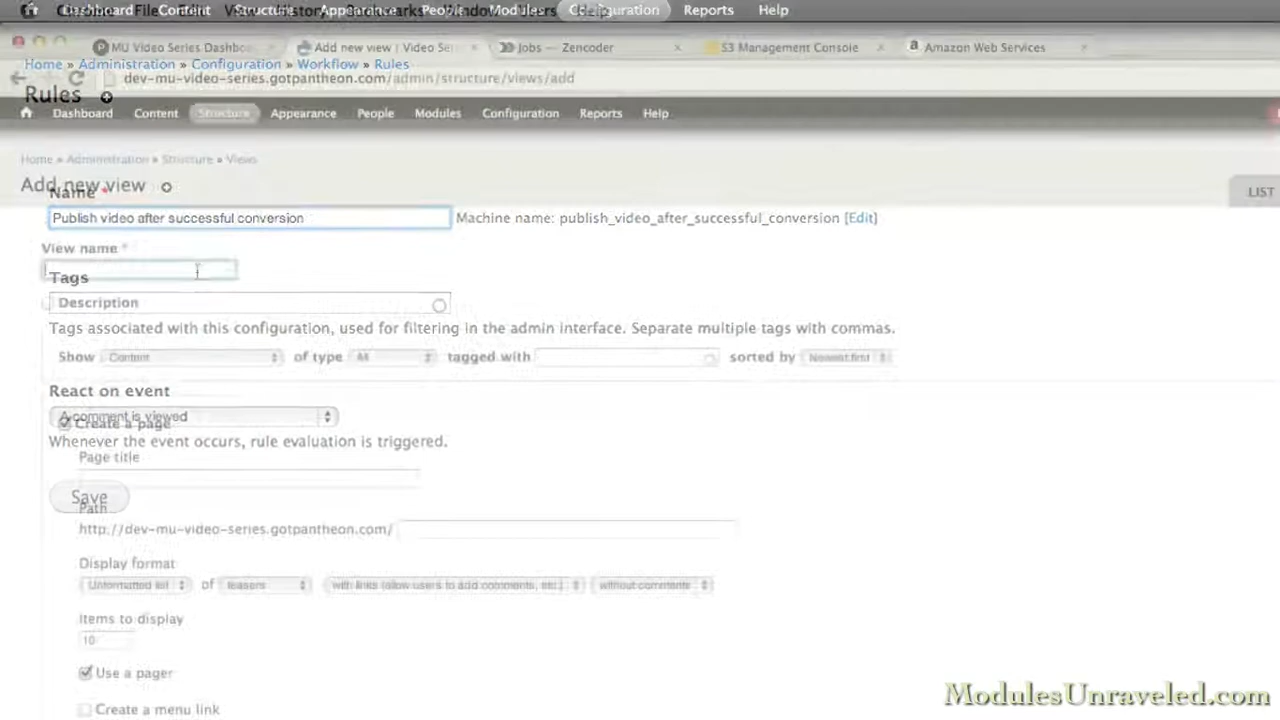 Dashboard Content Structure Appearance People Modules Configuration Reports Help
File Edit View History Bookmarks Window Users Help
MU Video Series Dashbo
Add new view | Video Se
Jobs — Zencoder
S3 Management Console
Amazon Web Services
Home » Administration » Configuration » Workflow » Rules
dev-mu-video-series.gotpantheon.com/admin/structure/views/add
Rules
Dashboard Content Structure Appearance People Modules Configuration Reports Help
Home » Administration » Structure » Views
Add new view
LIST
Name *
Publish video after successful conversion
Machine name: publish_video_after_successful_conversion [Edit]
View name *
Tags
Description
Tags associated with this configuration, used for filtering in the admin interface. Separate multiple tags with commas.
Show Content of type All tagged with sorted by Newest first
React on event
A comment is viewed
Create a page
Whenever the event occurs, rule evaluation is triggered.
Page title
Save
Path
http://dev-mu-video-series.gotpantheon.com/
Display format
Unformatted list of teasers with links (allow users to add comments, etc.) without comments
Items to display
10
Use a pager
Create a menu link
ModulesUnraveled.com